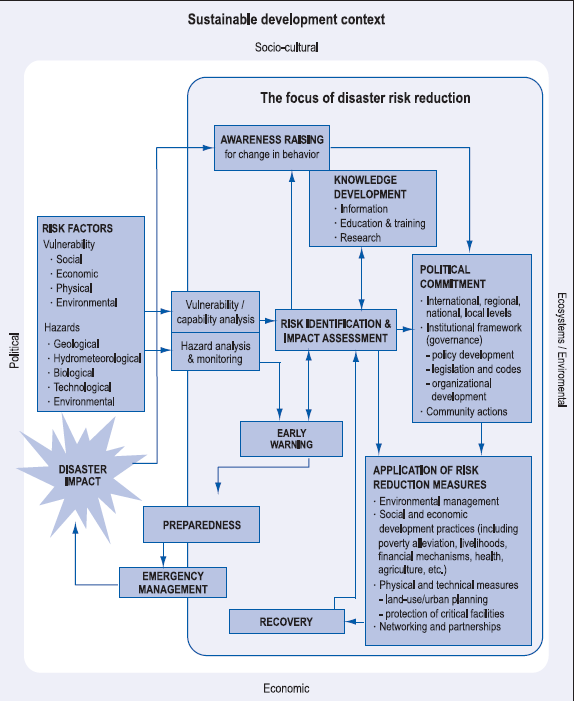 Sustainable development context
Socio-cultural
The focus of disaster risk reduction
AWARENESS RAISING
for change in behavior
KNOWLEDGE
DEVELOPMENT
· Information
· Education & training
· Research
RISK FACTORS
Vulnerability
· Social
· Economic
· Physical
· Environmental
Hazards
· Geological
· Hydrometeorological
· Biological
· Technological
· Environmental
Political
Vulnerability /
capability analysis
Hazard analysis
& monitoring
RISK IDENTIFICATION &
IMPACT ASSESSMENT
POLITICAL
COMMITMENT
· International, regional,
national, local levels
· Institutional framework
(governance)
– policy development
– legislation and codes
– organizational
development
· Community actions
Ecosystems / Enviromental
EARLY
WARNING
DISASTER
IMPACT
PREPAREDNESS
EMERGENCY
MANAGEMENT
RECOVERY
APPLICATION OF RISK
REDUCTION MEASURES
· Environmental management
· Social and economic
development practices (including
poverty alleviation, livelihoods,
financial mechanisms, health,
agriculture, etc.)
· Physical and technical measures
– land-use/urban planning
– protection of critical facilities
· Networking and partnerships
Economic